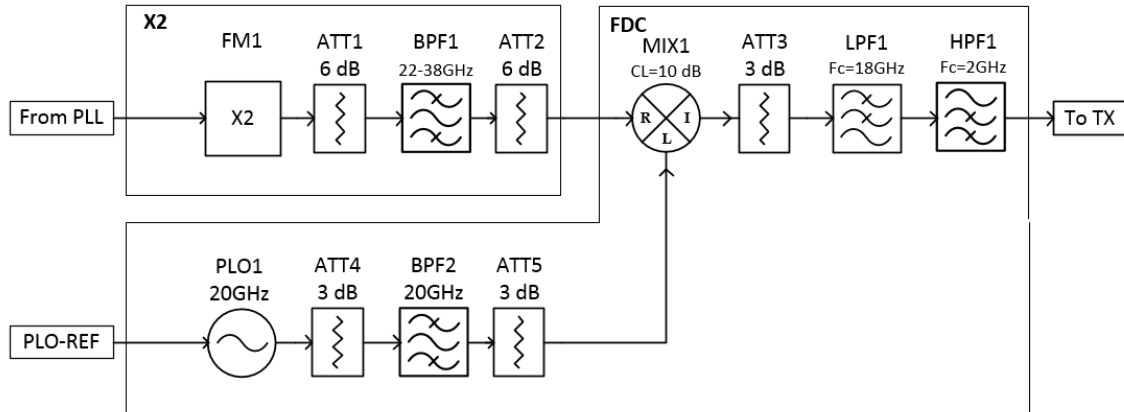 X2
FM1
ATT1
6 dB
BPF1
22-38GHz
ATT2
6 dB
From PLL
X2
FDC
MIX1
CL=10 dB
R
I
L
ATT3
3 dB
LPF1
Fc=18GHz
HPF1
Fc=2GHz
To TX
PLO1
20GHz
ATT4
3 dB
BPF2
20GHz
ATT5
3 dB
PLO-REF